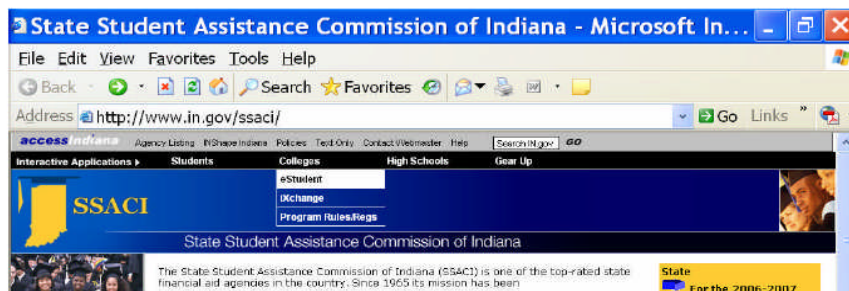 State Student Assistance Commission of Indiana - Microsoft In...
File Edit View Favorites Tools Help
Back Search Favorites
Address http://www.in.gov/ssaci/ Go Links »
accessIndiana Agency Listing INShape Indiana Policies Text Only Contact Webmaster Help Search IN.gov GO
Interactive Applications Students Colleges High Schools Gear Up
eStudent
iXchange
Program Rules/Regs
SSACI
State Student Assistance Commission of Indiana
The State Student Assistance Commission of Indiana (SSACI) is one of the top-rated state
financial aid agencies in the country. Since 1965 its mission has been
State
For the 2006-2007